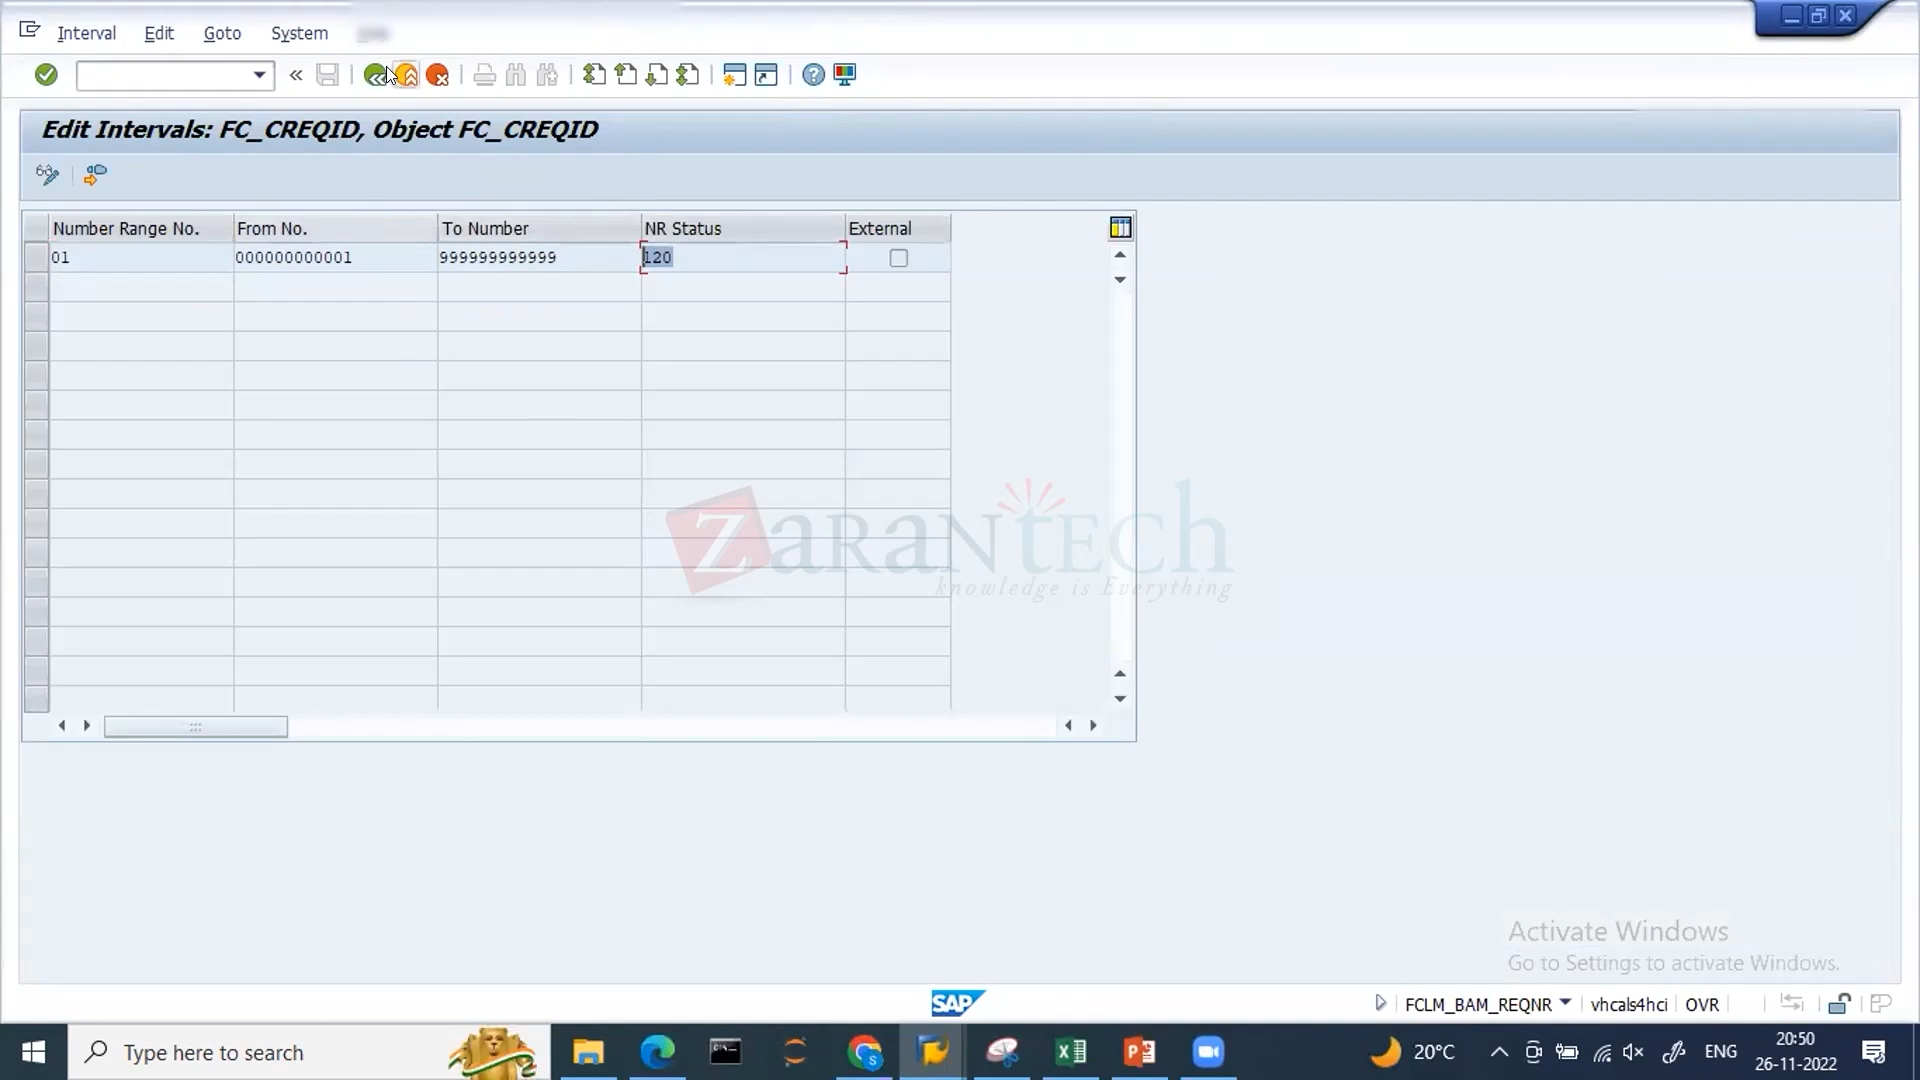 Interval Edit Goto System
Edit Intervals: FC_CREQID, Object FC_CREQID
Number Range No. From No. To Number NR Status External
01 000000000001 999999999999 120
ZaranTech
knowledge is Everything
Activate Windows
Go to Settings to activate Windows.
SAP FCLM_BAM_REQNR vhcals4hci OVR
Type here to search
20°C ENG
20:50
26-11-2022